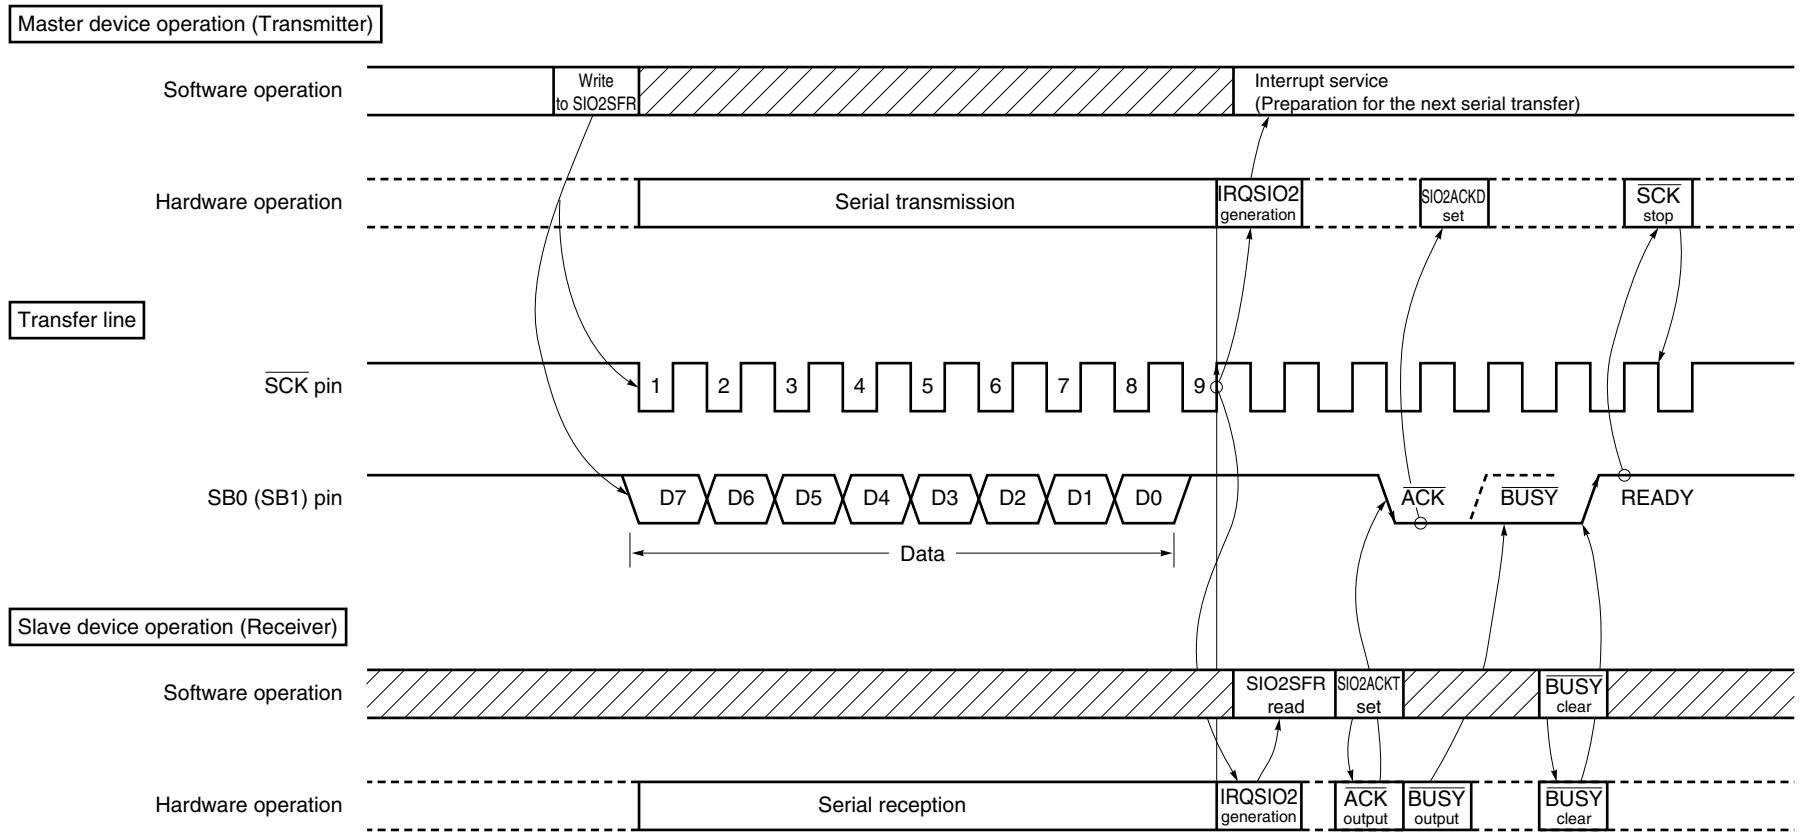 Master device operation (Transmitter)
Software operation
Write
to SIO2SFR
Interrupt service
(Preparation for the next serial transfer)
Hardware operation
Serial transmission
IRQSIO2
generation
SIO2ACKD
set
SCK
stop
Transfer line
SCK pin
1 2 3 4 5 6 7 8 9
SB0 (SB1) pin
D7 D6 D5 D4 D3 D2 D1 D0
ACK
BUSY
READY
Data
Slave device operation (Receiver)
Software operation
SIO2SFR
read
SIO2ACKT
set
BUSY
clear
Hardware operation
Serial reception
IRQSIO2
generation
ACK
output
BUSY
output
BUSY
clear